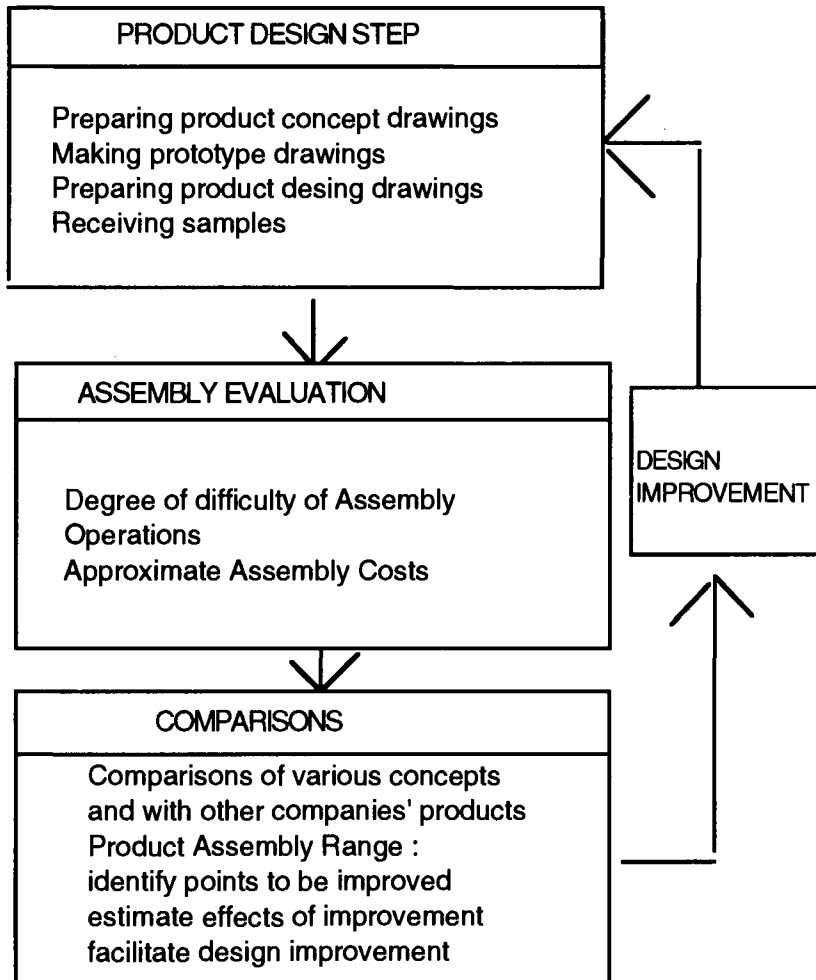 PRODUCT DESIGN STEP
Preparing product concept drawings
Making prototype drawings
Preparing product desing drawings
Receiving samples
ASSEMBLY EVALUATION
Degree of difficulty of Assembly
Operations
Approximate Assembly Costs
DESIGN
IMPROVEMENT
COMPARISONS
Comparisons of various concepts
and with other companies' products
Product Assembly Range :
identify points to be improved
estimate effects of improvement
facilitate design improvement